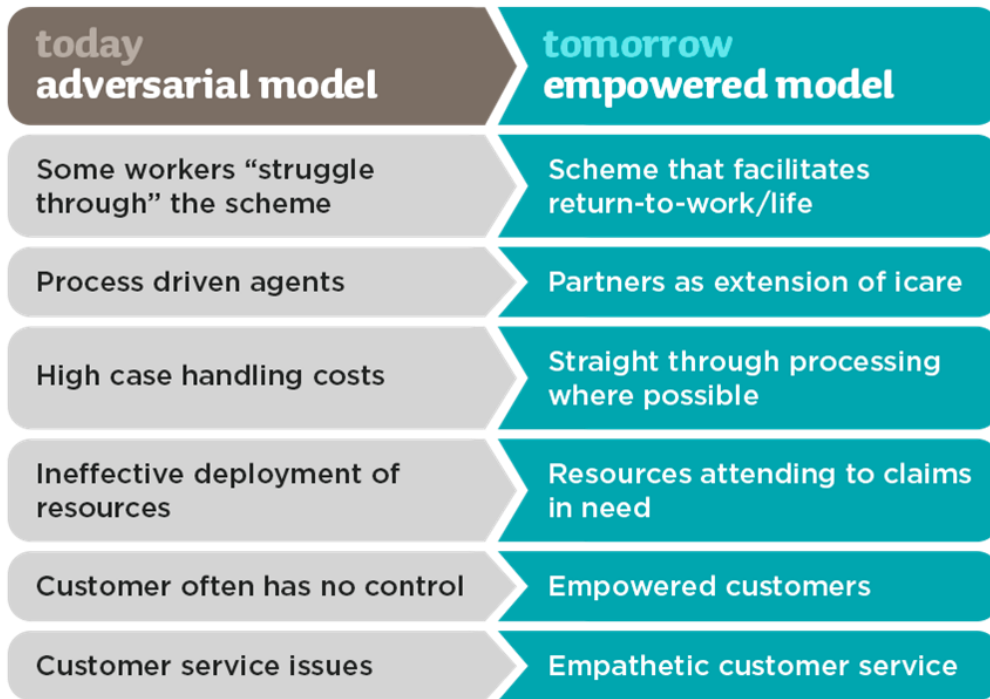 today
adversarial model
tomorrow
empowered model
Some workers “struggle
through” the scheme
Scheme that facilitates
return-to-work/life
Process driven agents
Partners as extension of icare
High case handling costs
Straight through processing
where possible
Ineffective deployment of
resources
Resources attending to claims
in need
Customer often has no control
Empowered customers
Customer service issues
Empathetic customer service